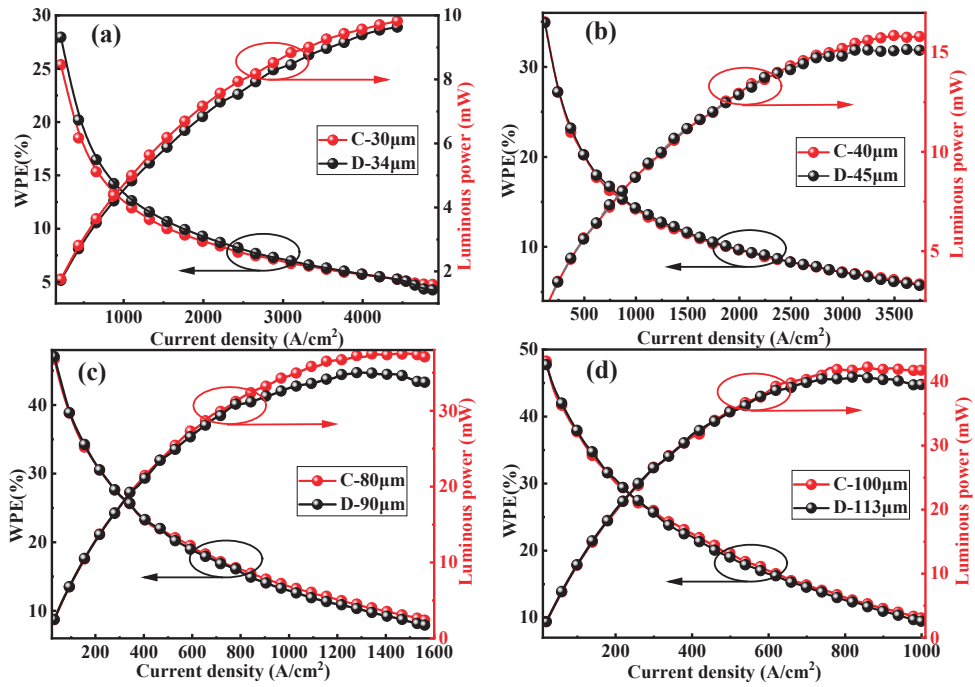 (a)
WPE(%)
30
25
20
15
10
5
10
8
6
4
2
Luminous power (mW)
C-30μm
D-34μm
1000 2000 3000 4000
Current density (A/cm²)
(b)
WPE(%)
30
20
10
15
10
5
0
Luminous power (mW)
C-40μm
D-45μm
500 1000 1500 2000 2500 3000 3500
Current density (A/cm²)
(c)
WPE(%)
40
30
20
10
30
20
10
0
Luminous power (mW)
C-80μm
D-90μm
200 400 600 800 1000 1200 1400 1600
Current density (A/cm²)
(d)
WPE(%)
50
40
30
20
10
40
30
20
10
0
Luminous power (mW)
C-100μm
D-113μm
200 400 600 800 1000
Current density (A/cm²)